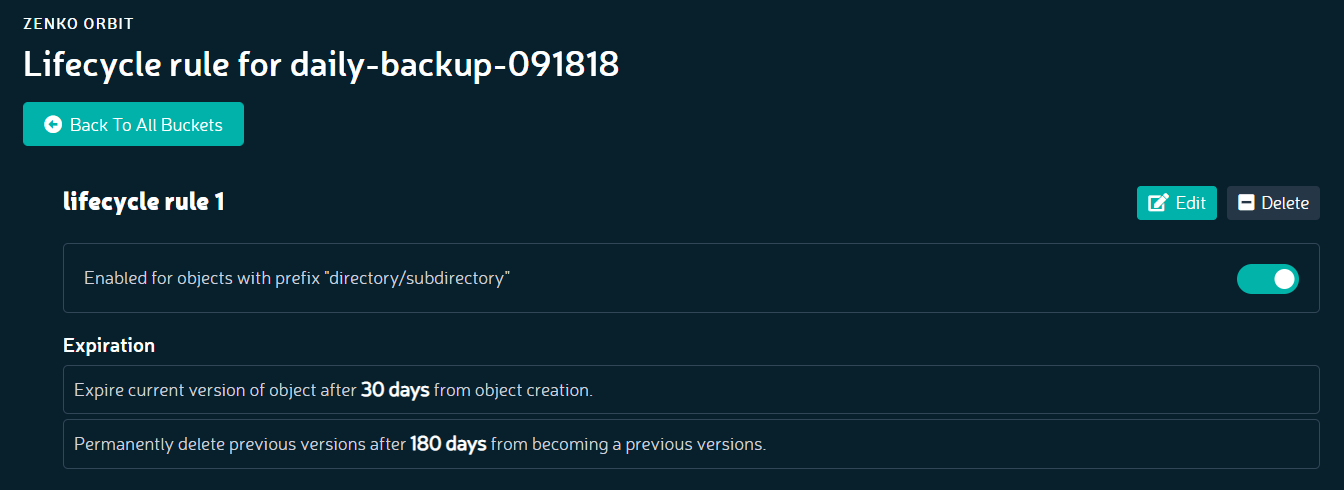 ZENKO ORBIT
Lifecycle rule for daily-backup-091818
Back To All Buckets
lifecycle rule 1
Edit
Delete
Enabled for objects with prefix "directory/subdirectory"
Expiration
Expire current version of object after 30 days from object creation.
Permanently delete previous versions after 180 days from becoming a previous versions.